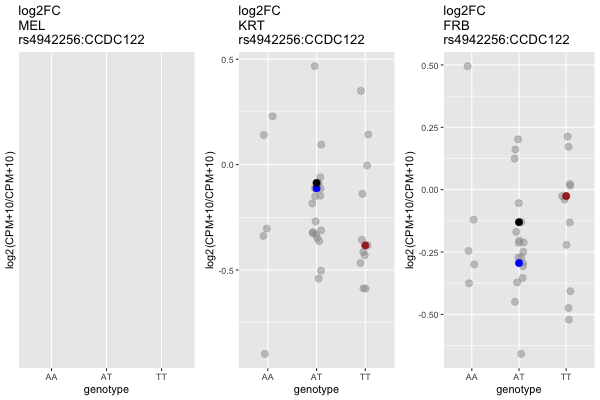 log2FC
MEL
rs4942256:CCDC122
log2(CPM+10/CPM+10)
AA
AT
TT
genotype
log2FC
KRT
rs4942256:CCDC122
log2(CPM+10/CPM+10)
0.5
0.0
-0.5
AA
AT
TT
genotype
log2FC
FRB
rs4942256:CCDC122
log2(CPM+10/CPM+10)
0.50
0.25
0.00
-0.25
-0.50
AA
AT
TT
genotype